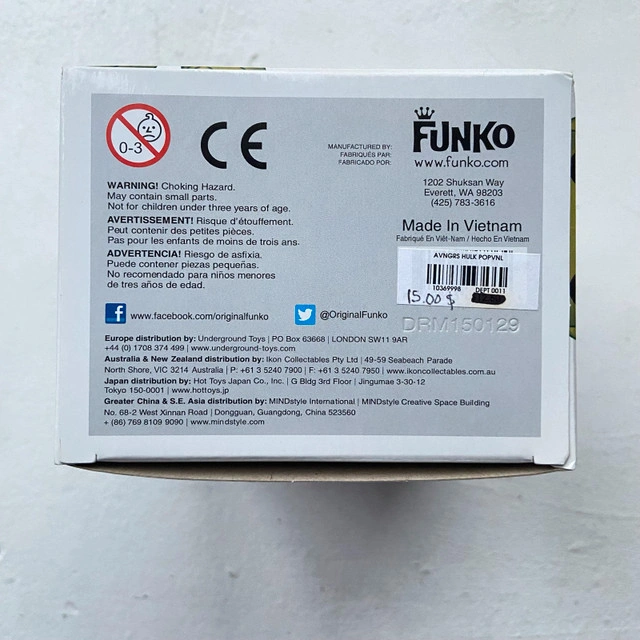 0-3
CE
MANUFACTURED BY:
FABRIQUÉS PAR:
FABRICADO POR:
FUNKO
www.funko.com
1202 Shuksan Way
Everett, WA 98203
(425) 783-3616
Made In Vietnam
Fabriqué En Viêt-Nam / Hecho En Vietnam
WARNING! Choking Hazard.
May contain small parts.
Not for children under three years of age.
AVERTISSEMENT! Risque d'étouffement.
Peut contenir des petites pièces.
Pas pour les enfants de moins de trois ans.
ADVERTENCIA! Riesgo de asfixia.
Puede contener piezas pequeñas.
No recomendado para niños menores
de tres años de edad.
AVNGRS HULK POPVNL
10369998 DEPT 0011
15.00 $
DRM150129
f www.facebook.com/originalfunko
@OriginalFunko
Europe distribution by: Underground Toys | PO Box 63668 | LONDON SW11 9AR
+44 (0) 1708 374 499 | www.underground-toys.com
Australia & New Zealand distribution by: Ikon Collectables Pty Ltd | 49-59 Seabeach Parade
North Shore, VIC 3214 Australia | P: +61 3 5240 7900 | F: +61 3 5240 7950 | www.ikoncollectables.com.au
Japan distribution by: Hot Toys Japan Co., Inc. | G Bldg 3rd Floor | Jingumae 3-30-12
Tokyo 150-0001 | www.hottoys.jp
Greater China & S.E. Asia distribution by: MINDstyle International | MINDstyle Creative Space Building
No. 68-2 West Xinnan Road | Dongguan, Guangdong, China 523560
+ (86) 769 8109 9090 | www.mindstyle.com